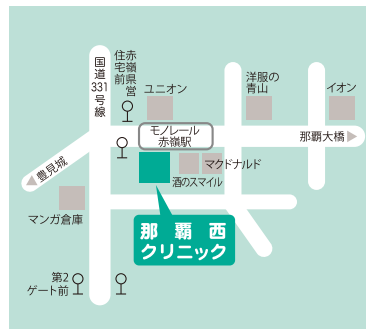 国道331号線
赤嶺県営
住宅前
ユニオン
洋服の
青山
イオン
モノレール
赤嶺駅
那覇大橋
豊見城
マクドナルド
酒のスマイル
マンガ倉庫
那覇西
クリニック
第2
ゲート前